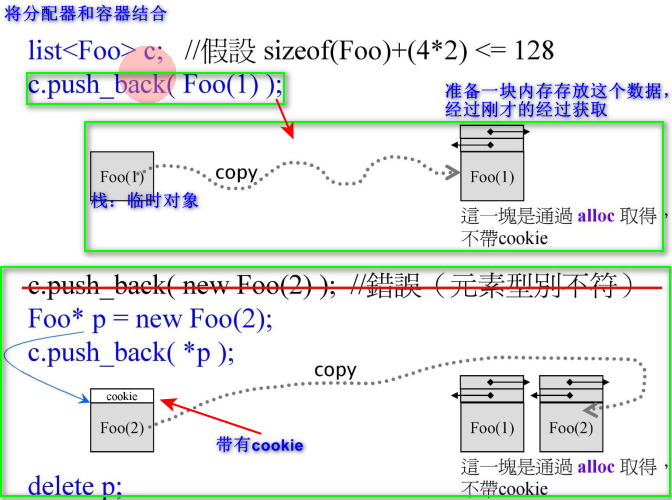 将分配器和容器结合
list<Foo> c;  //假設 sizeof(Foo)+(4*2) <= 128
c.push_back( Foo(1) );
准备一块内存存放这个数据，
经过刚才的经过获取
copy
Foo(1)
Foo(1)
栈：临时对象
這一塊是通過 alloc 取得，
不帶cookie
c.push_back( new Foo(2) );  //錯誤（元素型別不符）
Foo* p = new Foo(2);
c.push_back( *p );
copy
cookie
Foo(2)
Foo(1)
Foo(2)
带有cookie
這一塊是通過 alloc 取得，
不帶cookie
delete p;